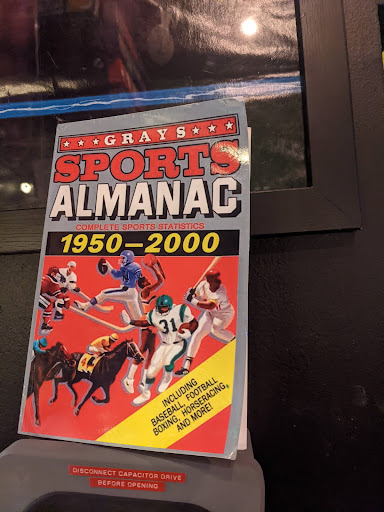 GRAYS
SPORTS
ALMANAC
COMPLETE SPORTS STATISTICS
1950-2000
31
INCLUDING
BASEBALL, FOOTBALL
BOXING, HORSERACING,
AND MORE!
DISCONNECT CAPACITOR DRIVE
BEFORE OPENING